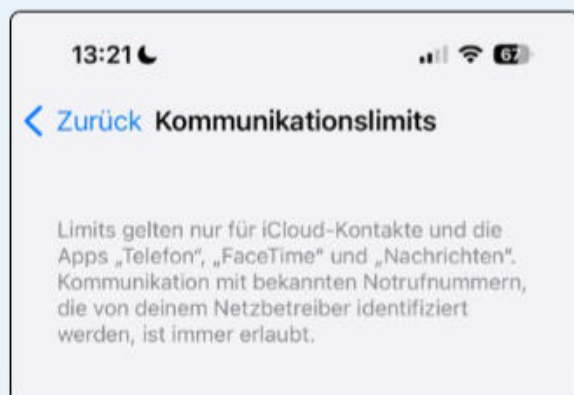 13:21
67
Zurück Kommunikationslimits
Limits gelten nur für iCloud-Kontakte und die
Apps „Telefon“, „FaceTime“ und „Nachrichten“.
Kommunikation mit bekannten Notrufnummern,
die von deinem Netzbetreiber identifiziert
werden, ist immer erlaubt.